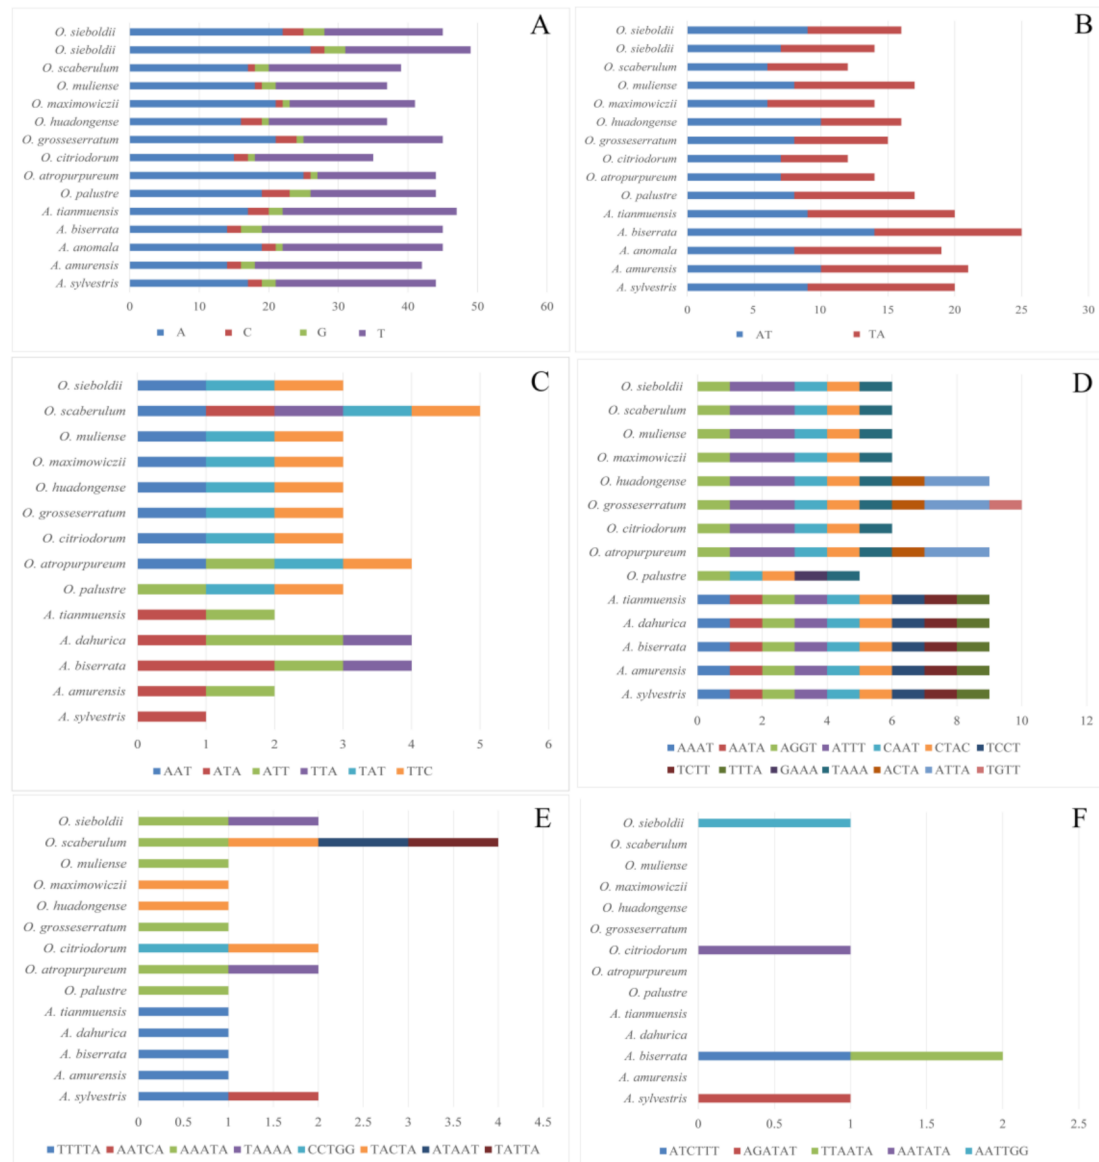 A
O. sieboldii
O. sieboldii
O. scaberulum
O. muliense
O. maximowiczii
O. huadongense
O. grosseserratum
O. citriodorum
O. atropurpureum
O. palustre
A. tianmuensis
A. biserrata
A. anomala
A. amurensis
A. sylvestris
0 10 20 30 40 50 60
A C G T
B
O. sieboldii
O. sieboldii
O. scaberulum
O. muliense
O. maximowiczii
O. huadongense
O. grosseserratum
O. citriodorum
O. atropurpureum
O. palustre
A. tianmuensis
A. biserrata
A. anomala
A. amurensis
A. sylvestris
0 5 10 15 20 25 30
AT TA
C
O. sieboldii
O. scaberulum
O. muliense
O. maximowiczii
O. huadongense
O. grosseserratum
O. citriodorum
O. atropurpureum
O. palustre
A. tianmuensis
A. dahurica
A. biserrata
A. amurensis
A. sylvestris
0 1 2 3 4 5 6
AAT ATA ATT TTA TAT TTC
D
O. sieboldii
O. scaberulum
O. muliense
O. maximowiczii
O. huadongense
O. grosseserratum
O. citriodorum
O. atropurpureum
O. palustre
A. tianmuensis
A. dahurica
A. biserrata
A. amurensis
A. sylvestris
0 2 4 6 8 10 12
AAAT AATA AGGT ATTT CAAT CTAC TCCT
TCTT TTTA GAAA TAAA ACTA ATTA TGTT
E
O. sieboldii
O. scaberulum
O. muliense
O. maximowiczii
O. huadongense
O. grosseserratum
O. citriodorum
O. atropurpureum
O. palustre
A. tianmuensis
A. dahurica
A. biserrata
A. amurensis
A. sylvestris
0 0.5 1 1.5 2 2.5 3 3.5 4 4.5
TTTTA AATCA AAATA TAAAA CCTGG TACTA ATAAT TATTA
F
O. sieboldii
O. scaberulum
O. muliense
O. maximowiczii
O. huadongense
O. grosseserratum
O. citriodorum
O. atropurpureum
O. palustre
A. tianmuensis
A. dahurica
A. biserrata
A. amurensis
A. sylvestris
0 0.5 1 1.5 2 2.5
ATCTTT AGATAT TTAATA AATATA AATTGG